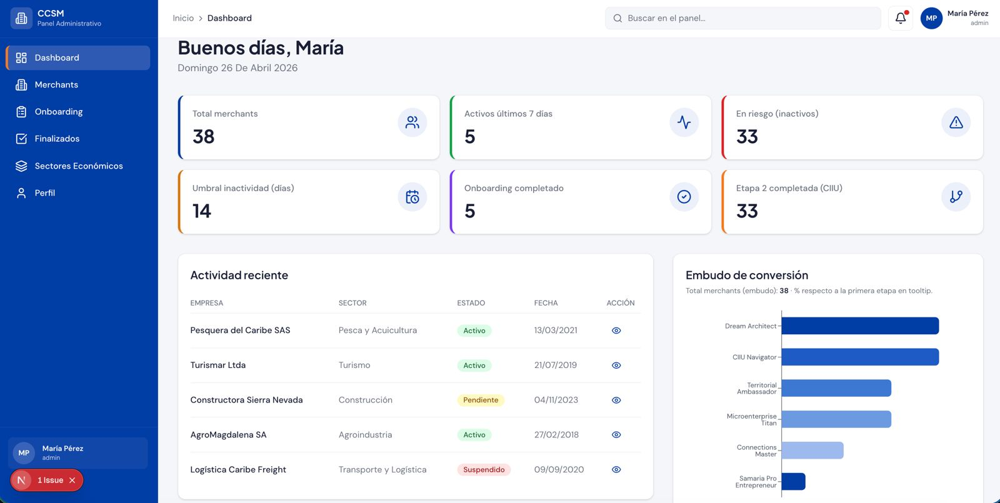 CCSM
Panel Administrativo
Dashboard
Merchants
Onboarding
Finalizados
Sectores Económicos
Perfil
MP
María Pérez
admin
N 1 Issue
Inicio > Dashboard
Buscar en el panel...
MP
María Pérez
admin
Buenos días, María
Domingo 26 De Abril 2026
Total merchants
38
Activos últimos 7 días
5
En riesgo (inactivos)
33
Umbral inactividad (días)
14
Onboarding completado
5
Etapa 2 completada (CIIU)
33
Actividad reciente
EMPRESA SECTOR ESTADO FECHA ACCIÓN
Pesquera del Caribe SAS Pesca y Acuicultura Activo 13/03/2021
Turismar Ltda Turismo Activo 21/07/2019
Constructora Sierra Nevada Construcción Pendiente 04/11/2023
AgroMagdalena SA Agroindustria Activo 27/02/2018
Logística Caribe Freight Transporte y Logística Suspendido 09/09/2020
Embudo de conversión
Total merchants (embudo): 38 · % respecto a la primera etapa en tooltip.
Dream Architect
CIIU Navigator
Territorial
Ambassador
Microenterprise
Titan
Connections
Master
Samaria Pro
Entrepreneur